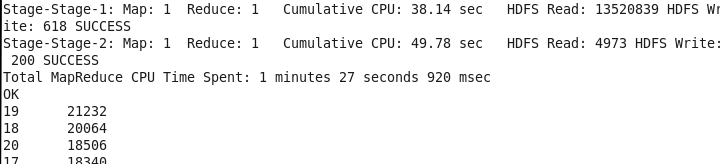 Stage-Stage-1: Map: 1  Reduce: 1   Cumulative CPU: 38.14 sec   HDFS Read: 13520839 HDFS Wr
ite: 618 SUCCESS
Stage-Stage-2: Map: 1  Reduce: 1   Cumulative CPU: 49.78 sec   HDFS Read: 4973 HDFS Write:
 200 SUCCESS
Total MapReduce CPU Time Spent: 1 minutes 27 seconds 920 msec
OK
19      21232
18      20064
20      18506
17      18340